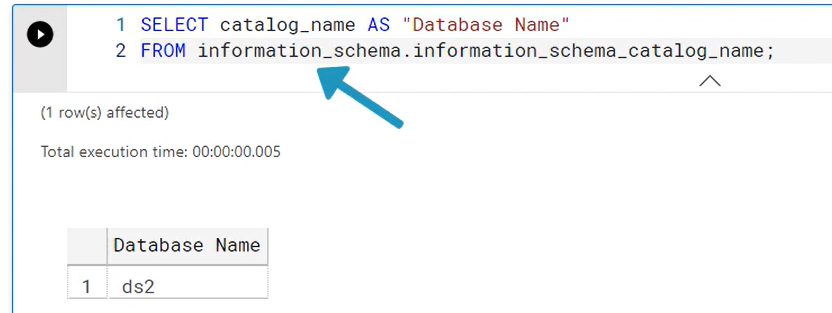 1 SELECT catalog_name AS "Database Name"
2 FROM information_schema.information_schema_catalog_name;
(1 row(s) affected)
Total execution time: 00:00:00.005
Database Name
1 ds2